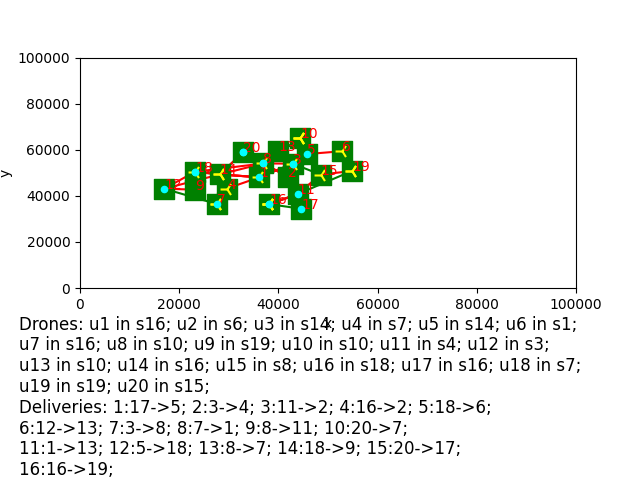 100000
80000
60000
40000
20000
0
y
0 20000 40000 60000 80000 100000
x
Drones: u1 in s16; u2 in s6; u3 in s14; u4 in s7; u5 in s14; u6 in s1;
u7 in s16; u8 in s10; u9 in s19; u10 in s10; u11 in s4; u12 in s3;
u13 in s10; u14 in s16; u15 in s8; u16 in s18; u17 in s16; u18 in s7;
u19 in s19; u20 in s15;
Deliveries: 1:17->5; 2:3->4; 3:11->2; 4:16->2; 5:18->6;
6:12->13; 7:3->8; 8:7->1; 9:8->11; 10:20->7;
11:1->13; 12:5->18; 13:8->7; 14:18->9; 15:20->17;
16:16->19;